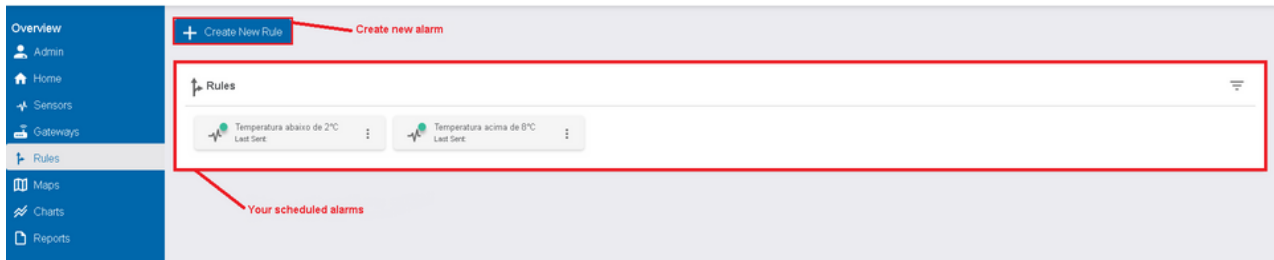 Overview
Admin
Home
Sensors
Gateways
Rules
Maps
Charts
Reports
Create New Rule
Create new alarm
Rules
Temperatura abaixo de 2°C
Last Sent:
Temperatura acima de 8°C
Last Sent:
Your scheduled alarms